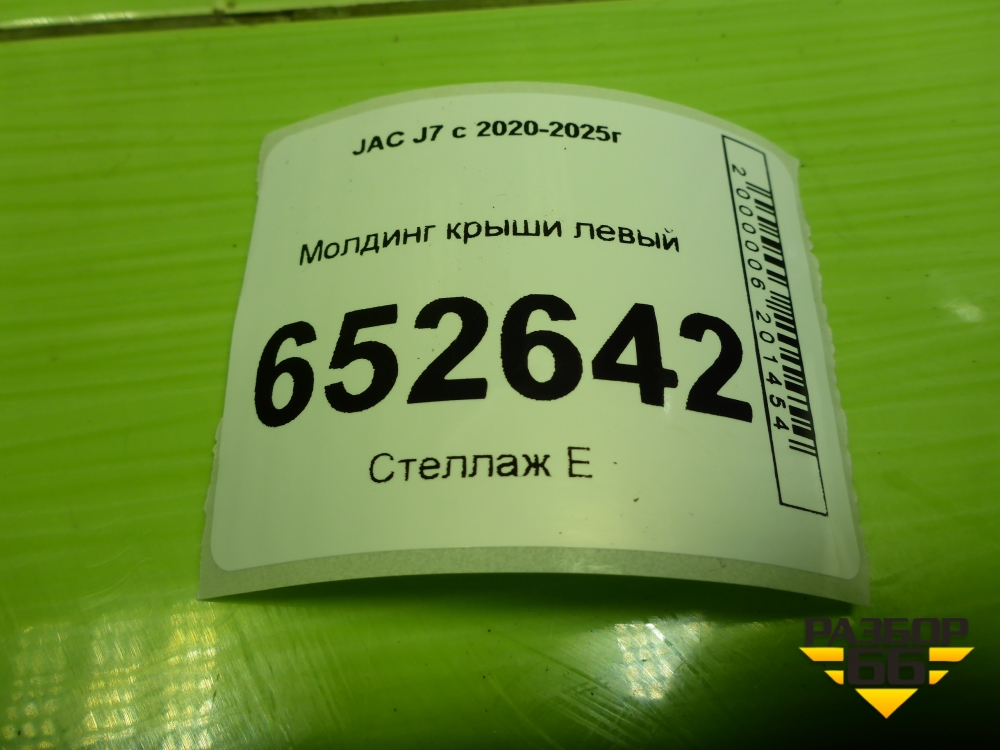 JAC J7 с 2020-2025г
Молдинг крыши левый
652642
Стеллаж Е
2000006201454
РАЗБОР
66